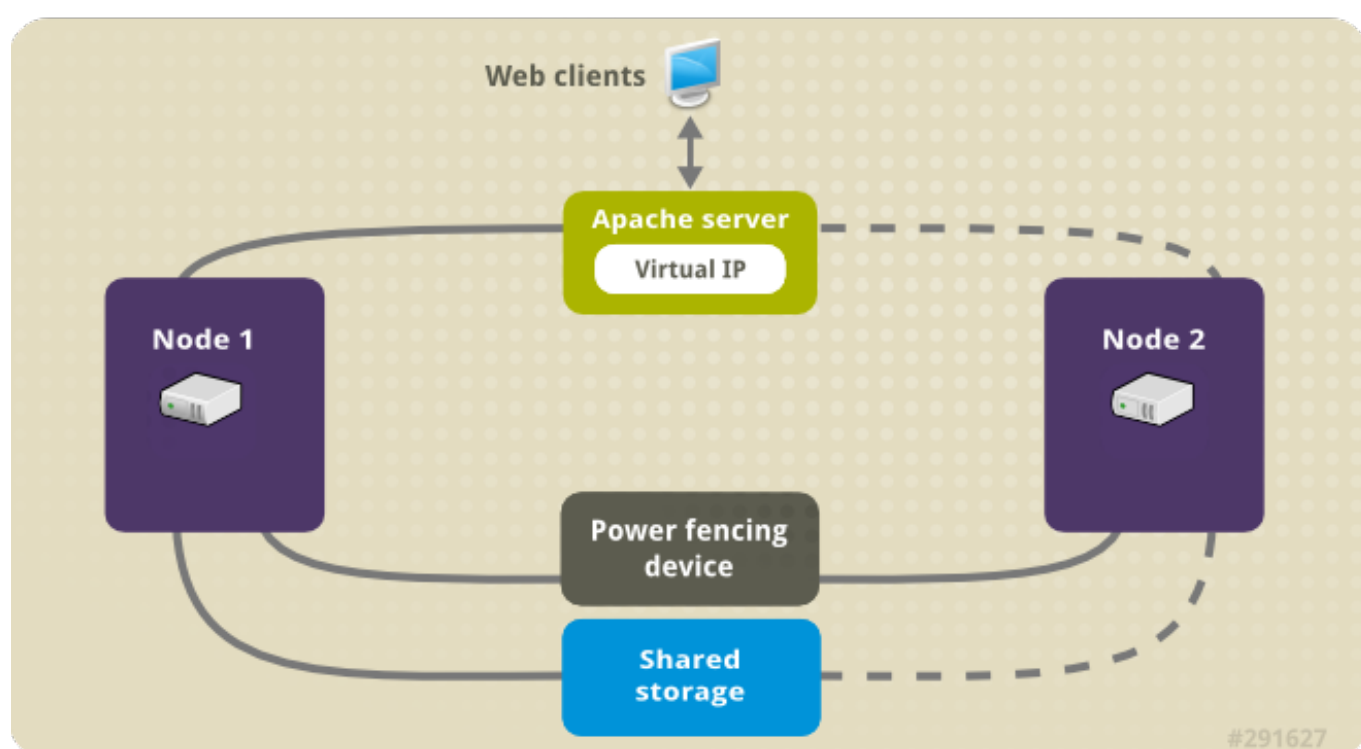 Web clients
Apache server
Virtual IP
Node 1
Node 2
Power fencing
device
Shared
storage
#291627